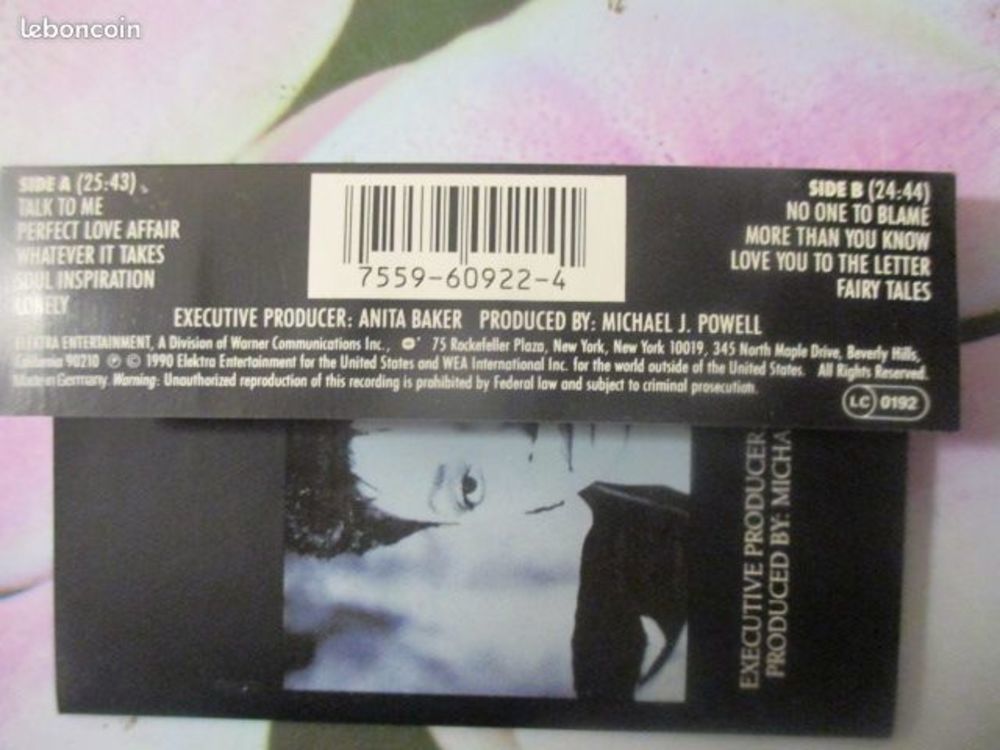 leboncoin
SIDE A (25:43)
TALK TO ME
PERFECT LOVE AFFAIR
WHATEVER IT TAKES
SOUL INSPIRATION
LONELY
7559-60922-4
SIDE B (24:44)
NO ONE TO BLAME
MORE THAN YOU KNOW
LOVE YOU TO THE LETTER
FAIRY TALES
EXECUTIVE PRODUCER: ANITA BAKER PRODUCED BY: MICHAEL J. POWELL
ELEKTRA ENTERTAINMENT, A Division of Warner Communications Inc., 75 Rockefeller Plaza, New York, New York 10019, 345 North Maple Drive, Beverly Hills,
California 90210 ℗ © 1990 Elektra Entertainment for the United States and WEA International Inc. for the world outside of the United States. All Rights Reserved.
Made in Germany. Warning: Unauthorized reproduction of this recording is prohibited by Federal law and subject to criminal prosecution.
LC 0192
EXECUTIVE PRODUCER
PRODUCED BY: MICHA